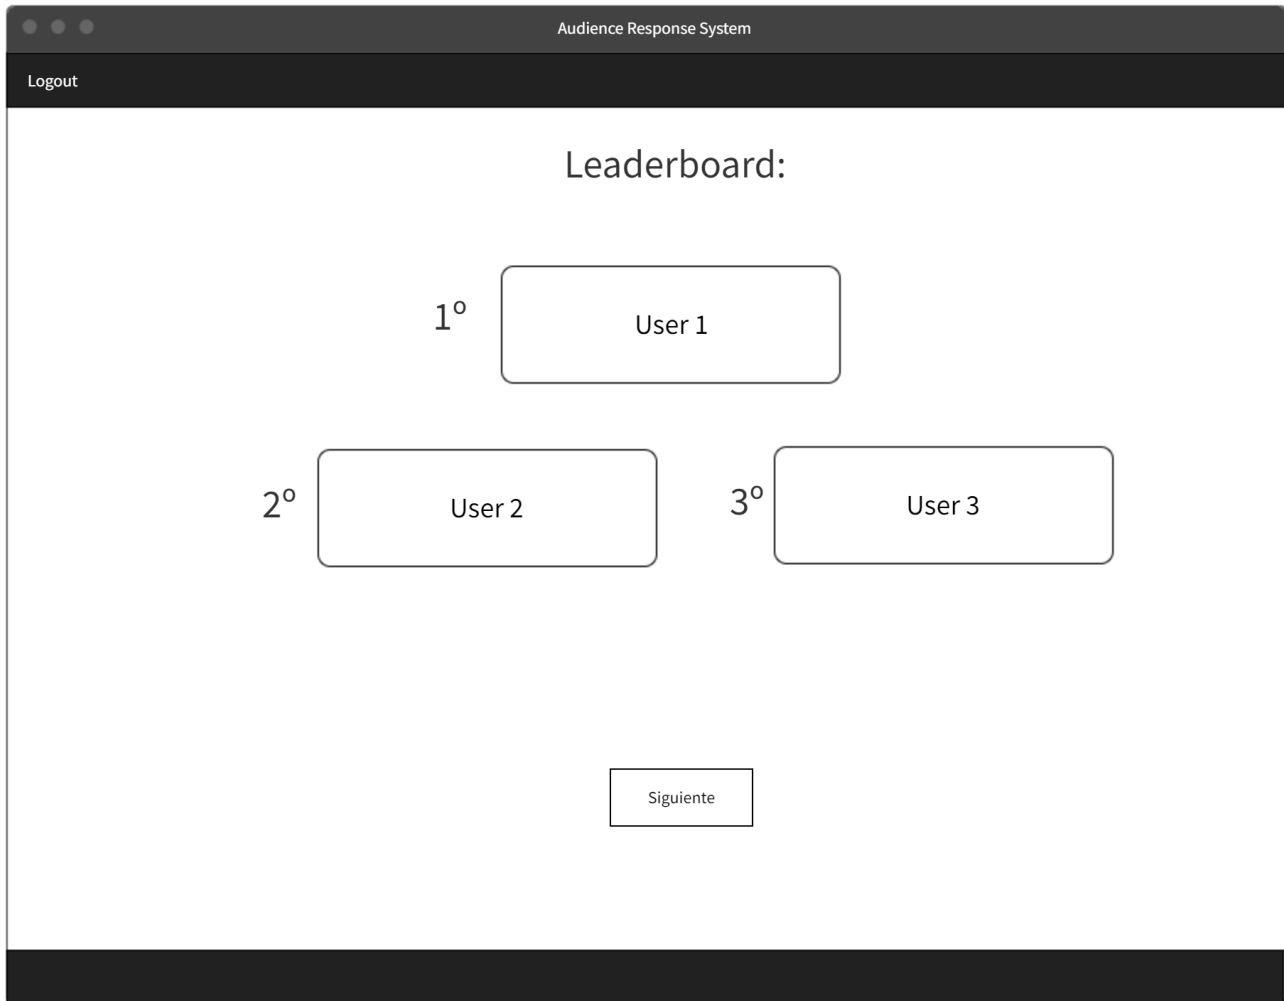 Audience Response System
Logout
Leaderboard:
1º
User 1
2º
User 2
3º
User 3
Siguiente